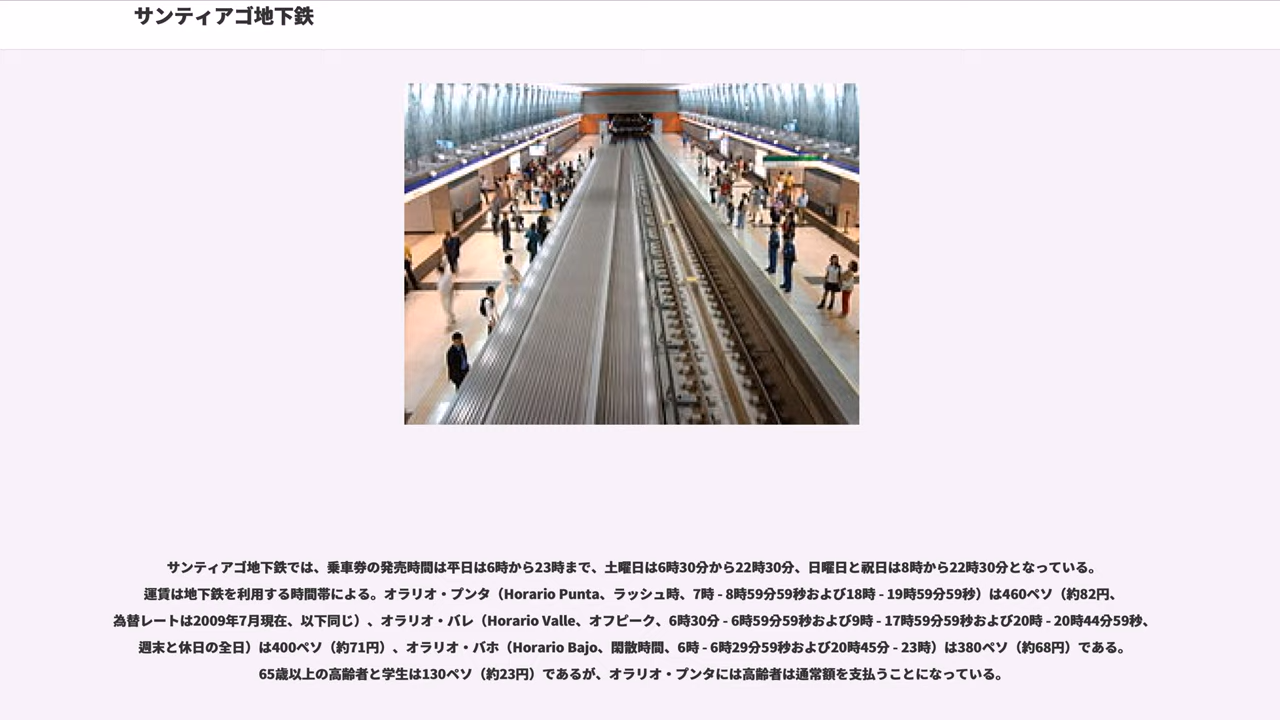 サンティアゴ地下鉄
サンティアゴ地下鉄では、乗車券の発売時間は平日は6時から23時まで、土曜日は6時30分から22時30分、日曜日と祝日は8時から22時30分となっている。
運賃は地下鉄を利用する時間帯による。オラリオ・プンタ（Horario Punta、ラッシュ時、7時 - 8時59分59秒および18時 - 19時59分59秒）は460ペソ（約82円、
為替レートは2009年7月現在、以下同じ）、オラリオ・バレ（Horario Valle、オフピーク、6時30分 - 6時59分59秒および9時 - 17時59分59秒および20時 - 20時44分59秒、
週末と休日の全日）は400ペソ（約71円）、オラリオ・バホ（Horario Bajo、閑散時間、6時 - 6時29分59秒および20時45分 - 23時）は380ペソ（約68円）である。
65歳以上の高齢者と学生は130ペソ（約23円）であるが、オラリオ・プンタには高齢者は通常額を支払うことになっている。